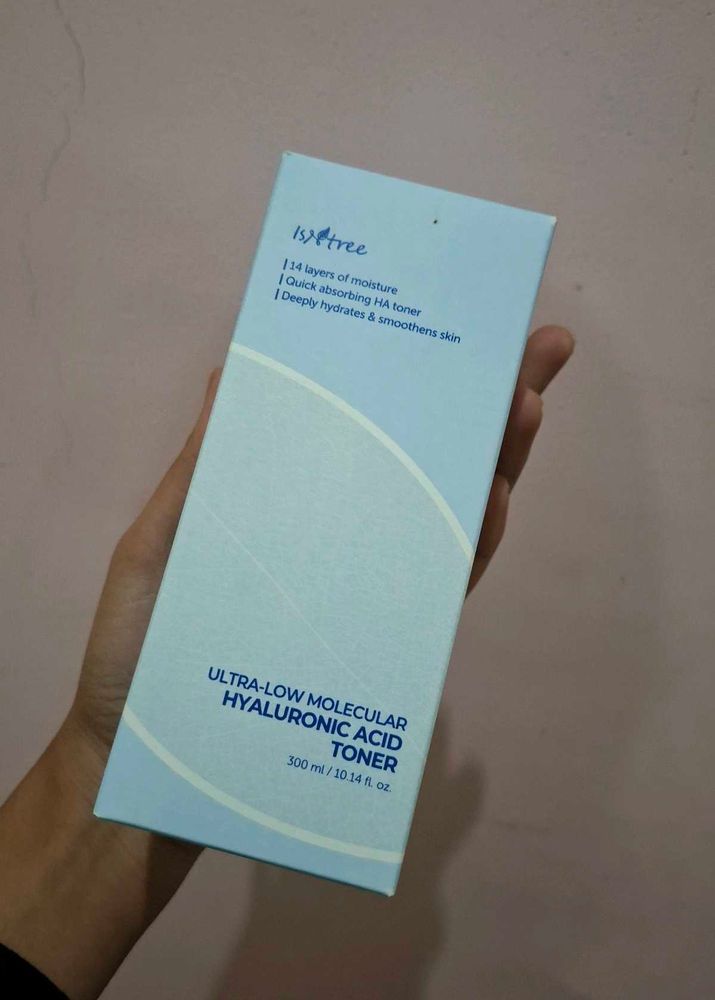 Isntree
14 layers of moisture
Quick absorbing HA toner
Deeply hydrates & smoothens skin
ULTRA-LOW MOLECULAR
HYALURONIC ACID
TONER
300 ml / 10.14 fl. oz.